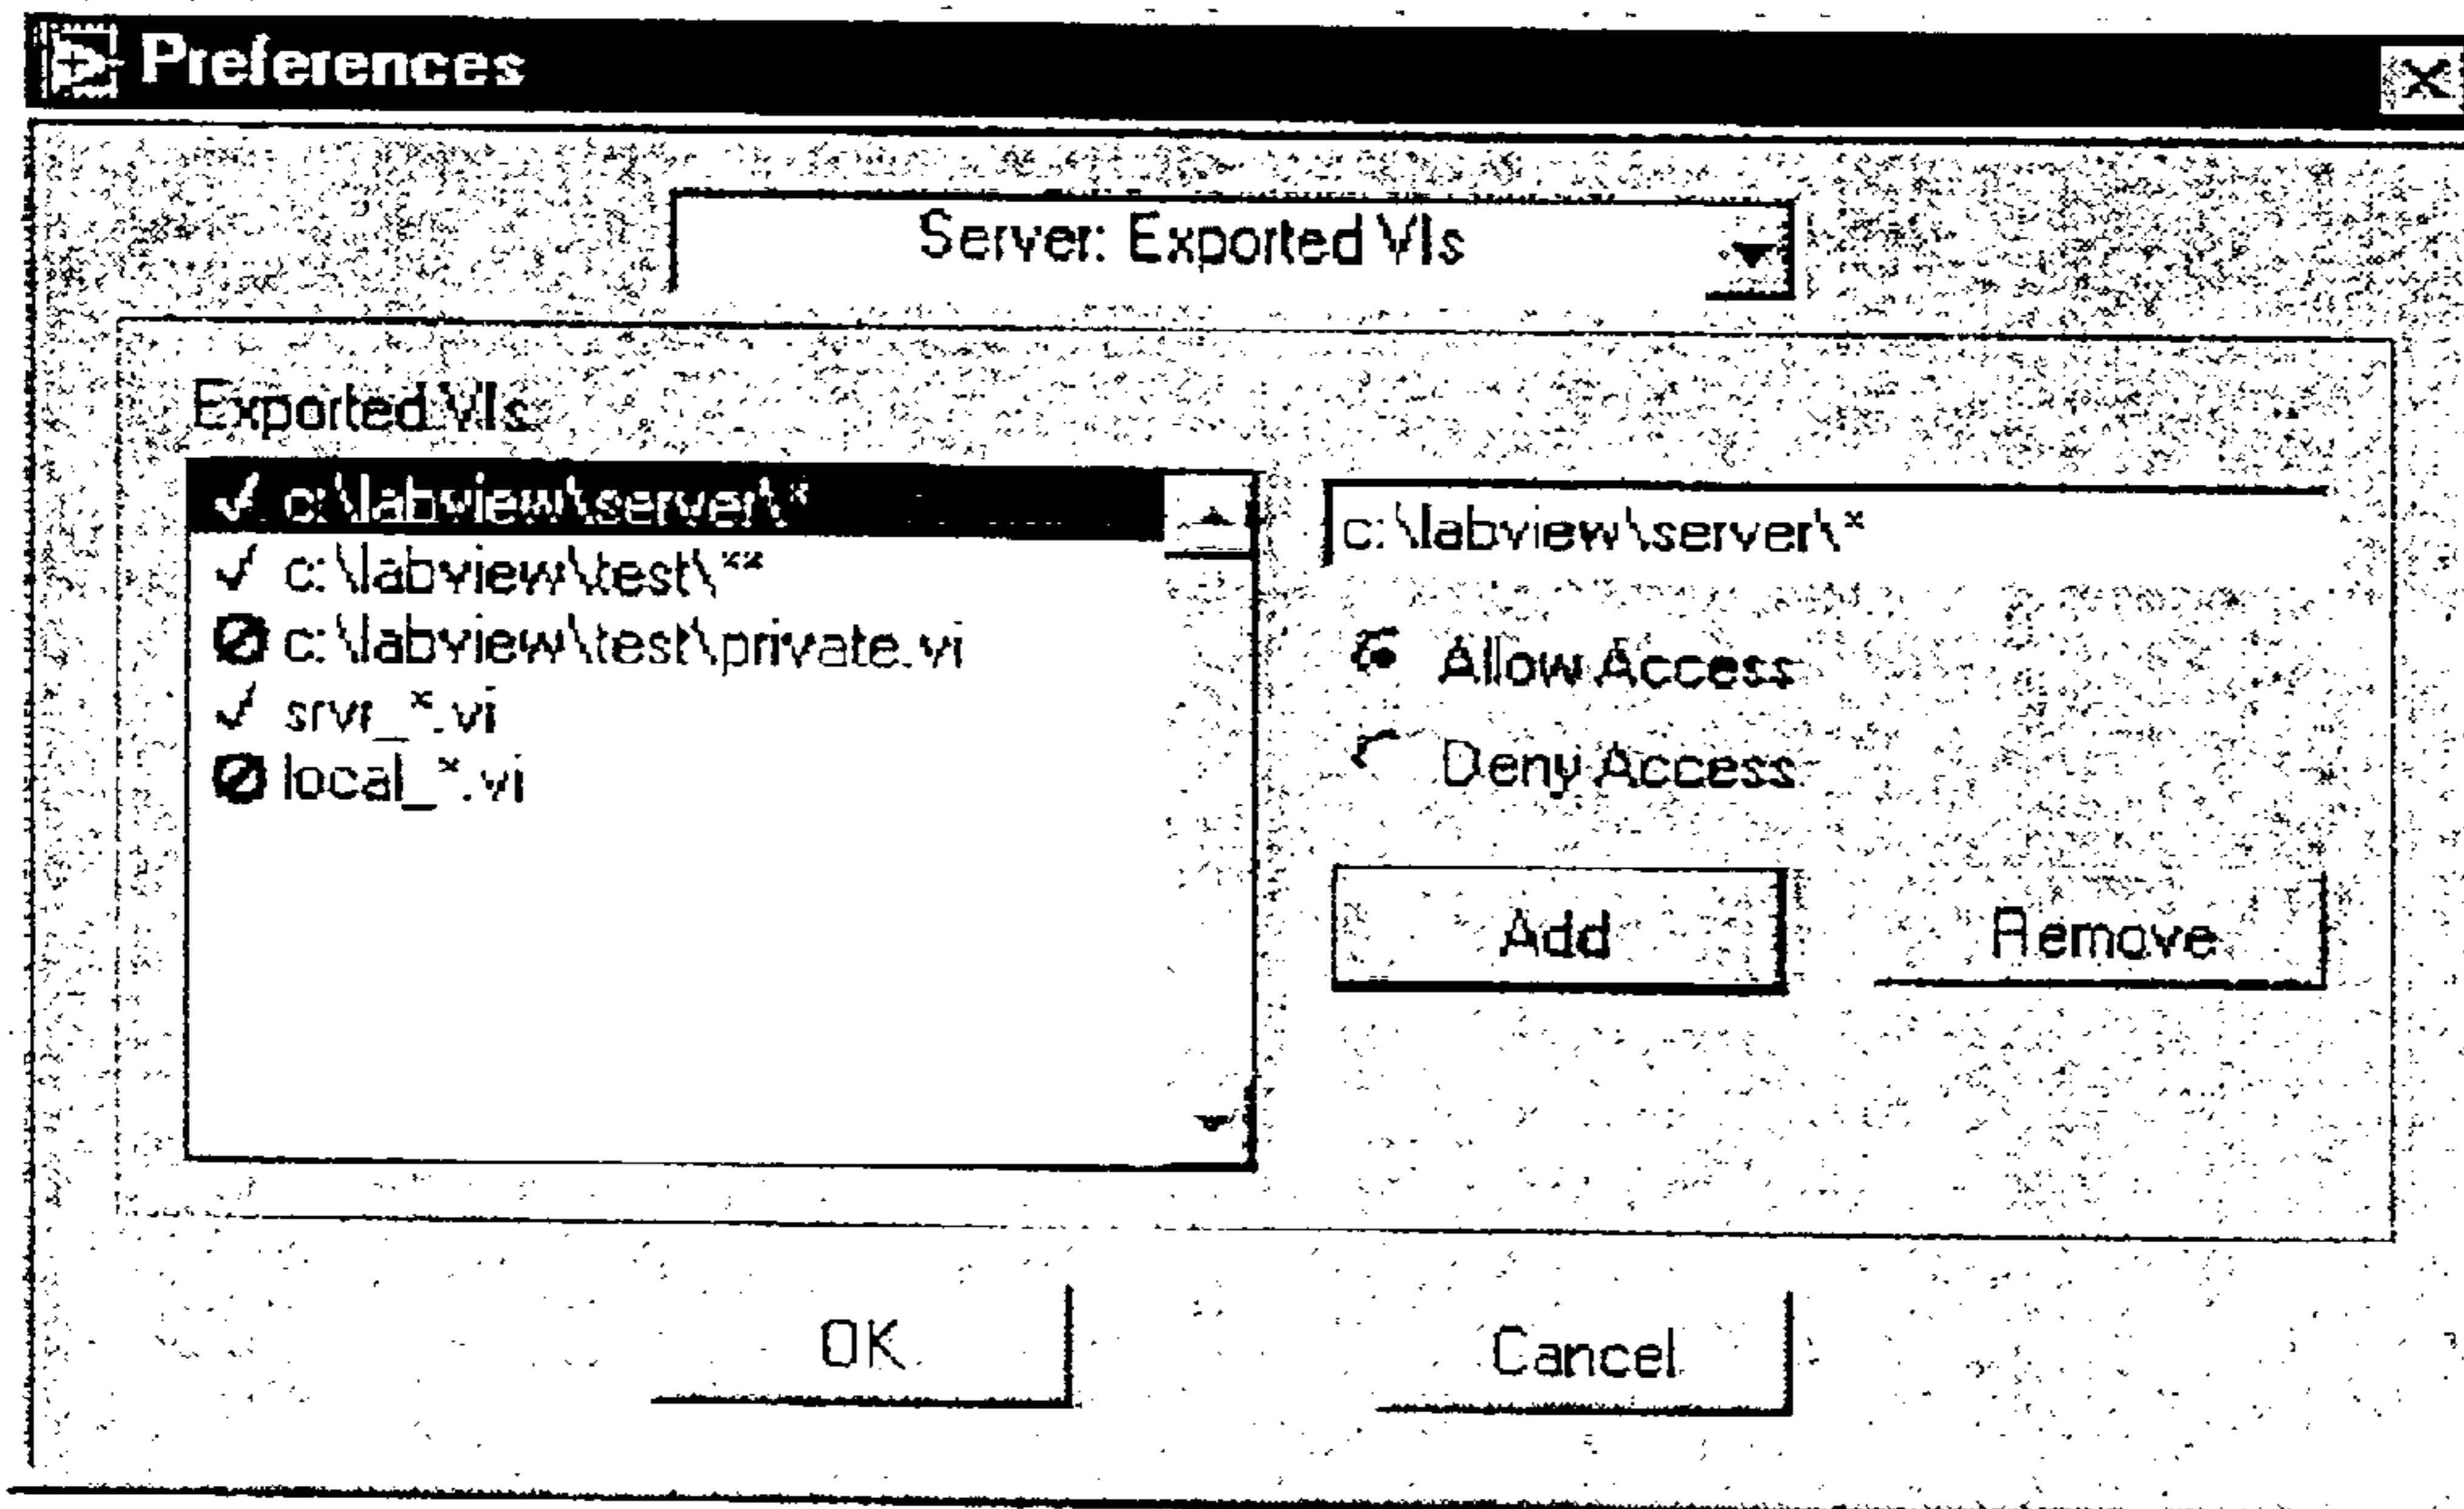 Preferences
Server: Exported VIs
Exported VIs
c:\labview\server\*
c:\labview\test\**
c:\labview\test\private.vi
srvr_*.vi
local_*.vi
c:\labview\server\*
Allow Access
Deny Access
Add
Remove
OK
Cancel